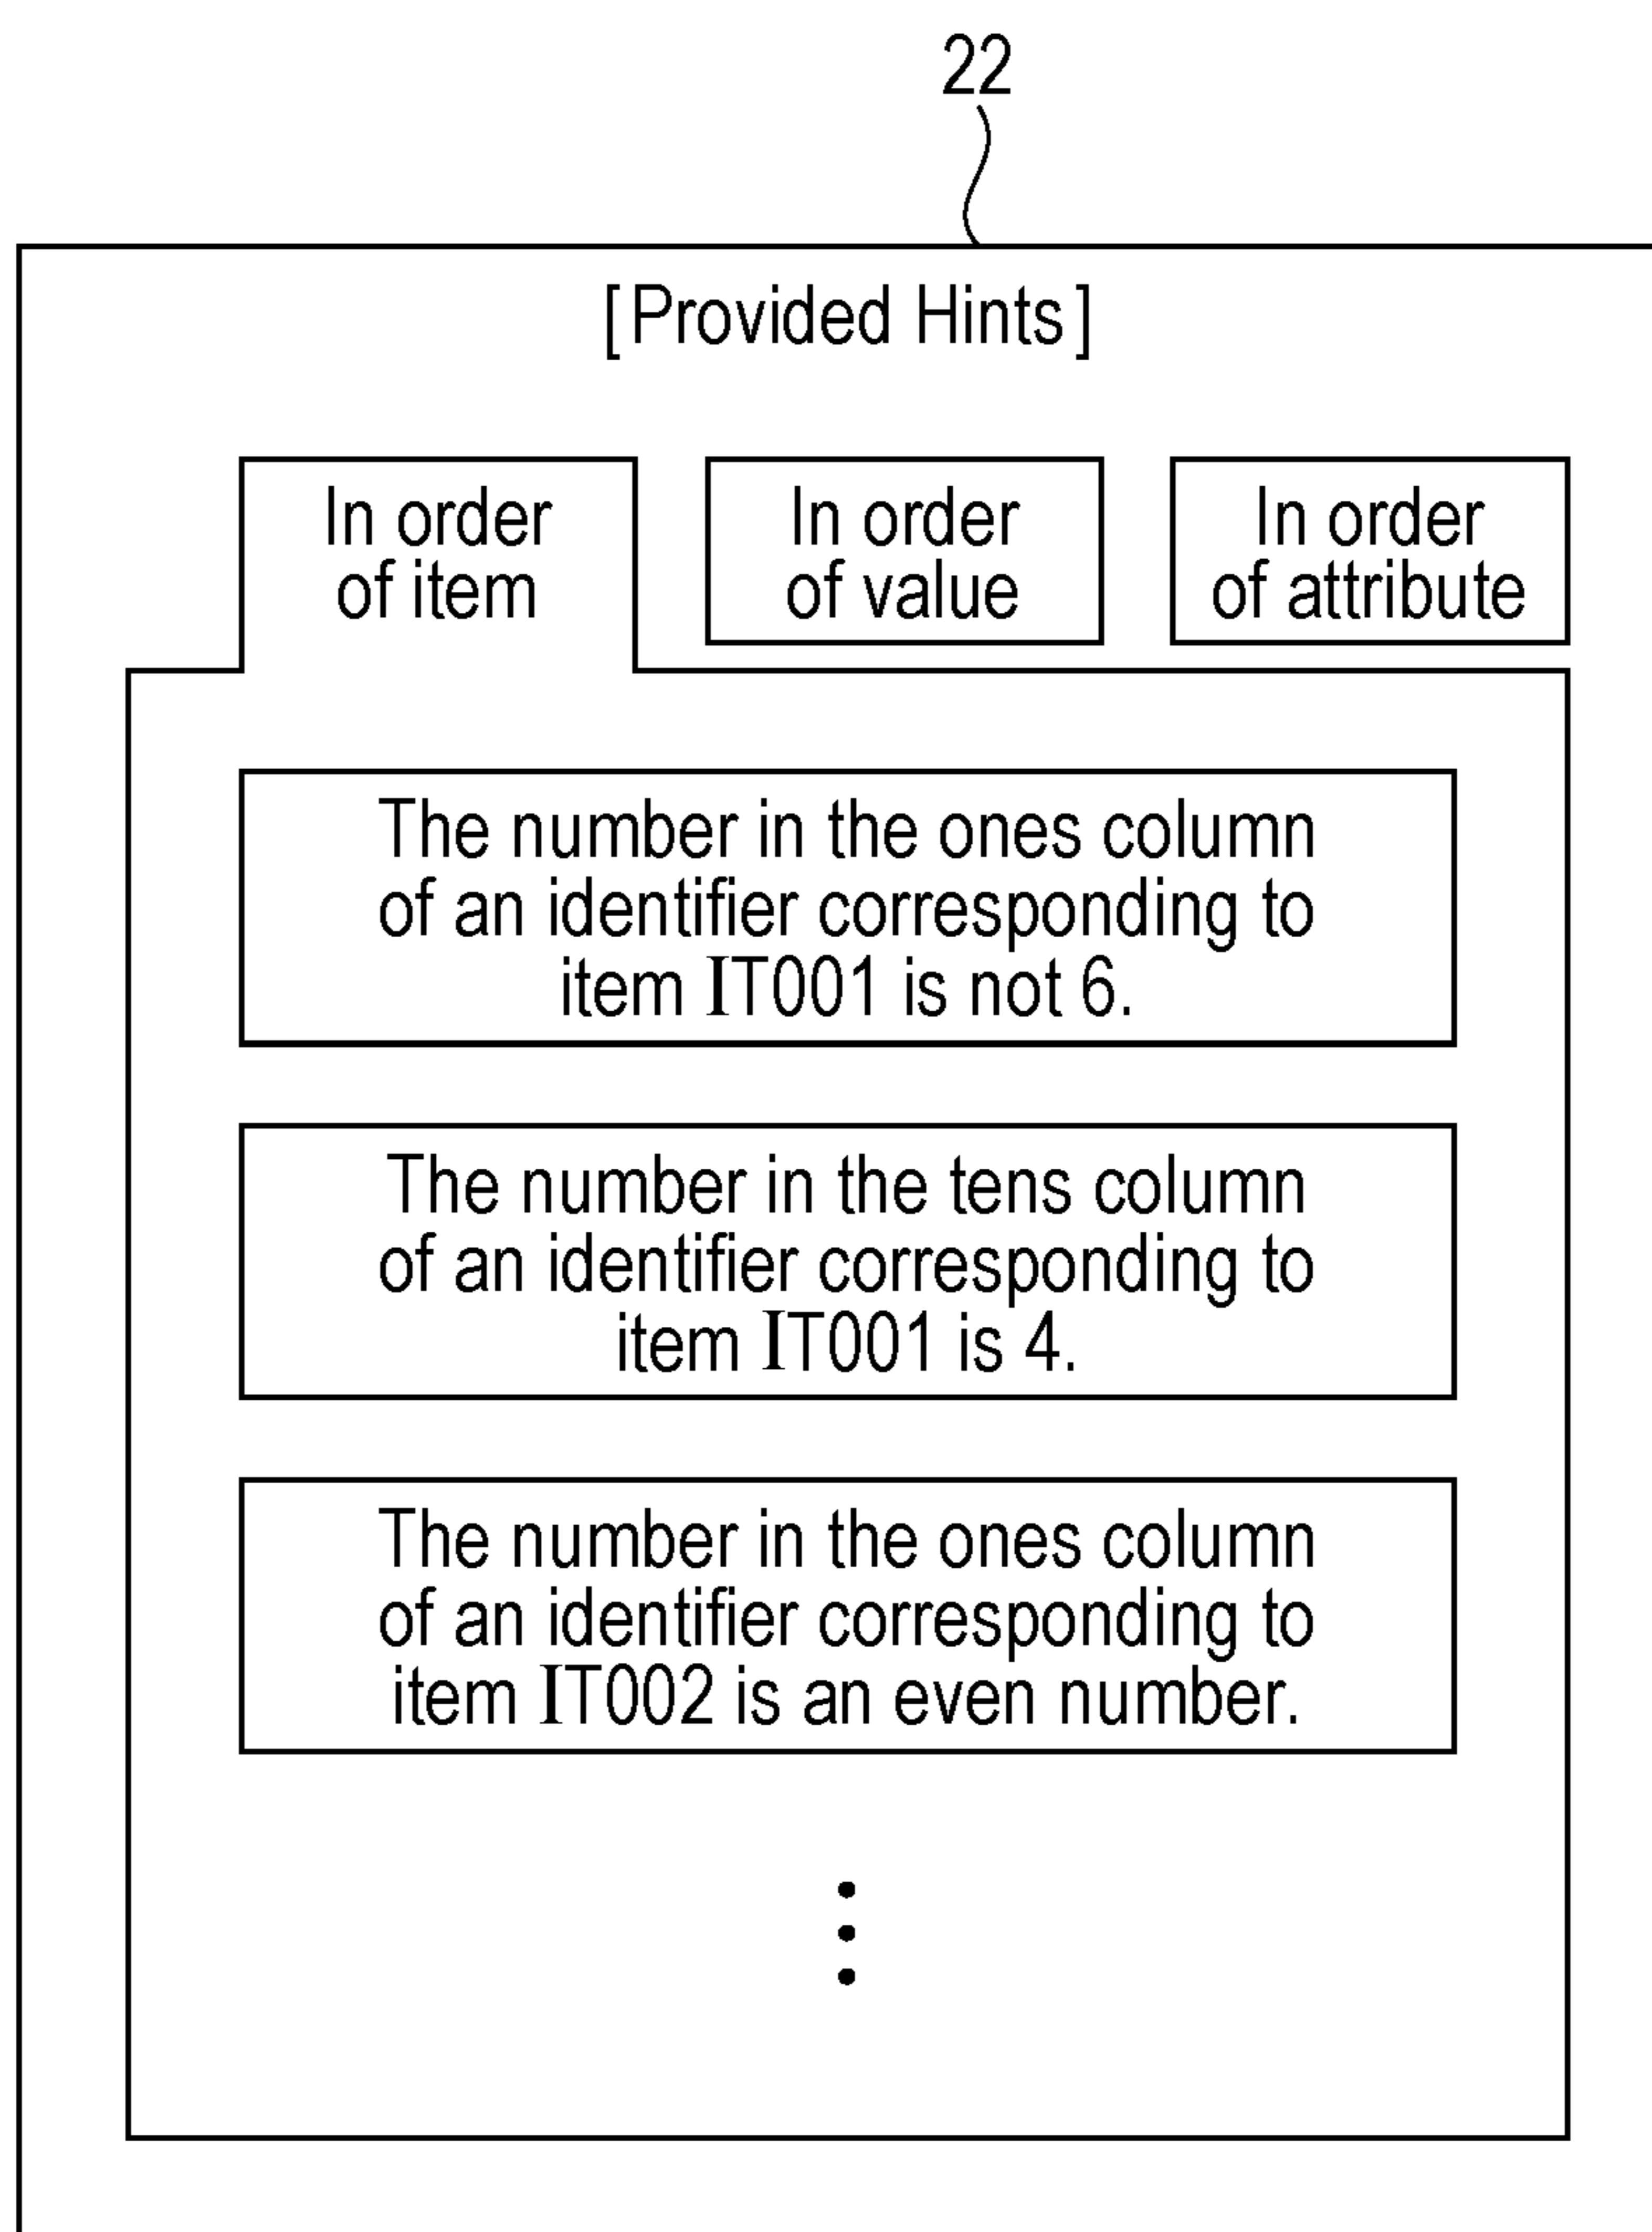 22
[Provided Hints]
In order
of item
In order
of value
In order
of attribute
The number in the ones column
of an identifier corresponding to
item IT001 is not 6.
The number in the tens column
of an identifier corresponding to
item IT001 is 4.
The number in the ones column
of an identifier corresponding to
item IT002 is an even number.